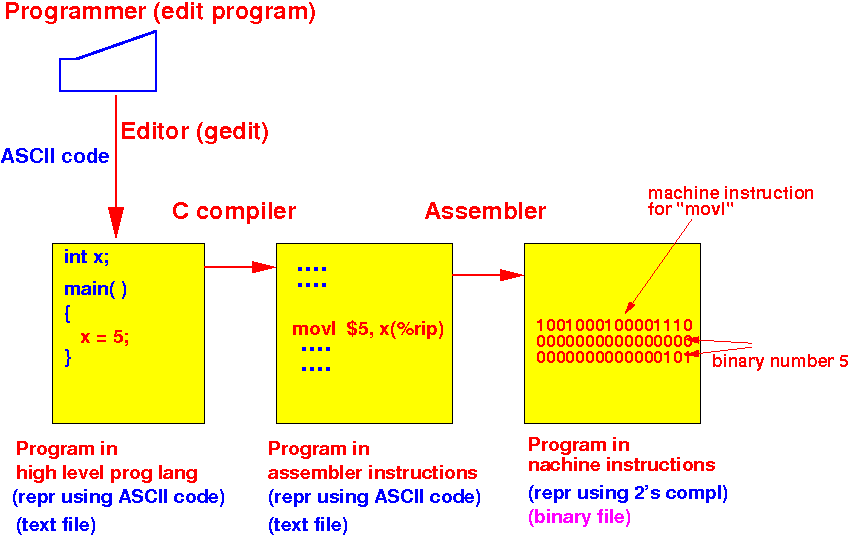 Programmer (edit program)
Editor (gedit)
ASCII code
C compiler
Assembler
machine instruction
for "movl"
int x;
main( )
{
x = 5;
}
....
....
movl $5, x(%rip)
....
....
1001000100001110
0000000000000000
0000000000000101
binary number 5
Program in
high level prog lang
(repr using ASCII code)
(text file)
Program in
assembler instructions
(repr using ASCII code)
(text file)
Program in
nachine instructions
(repr using 2's compl)
(binary file)